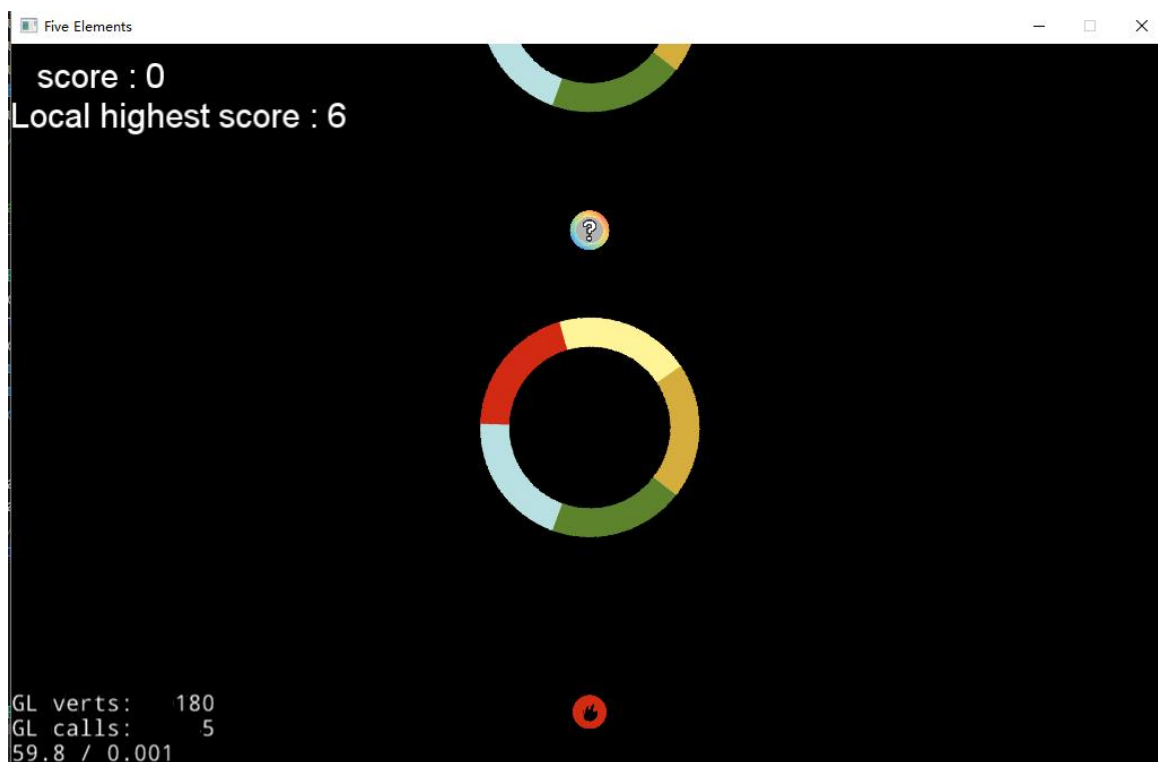 Five Elements
score : 0
Local highest score : 6
?
GL verts: 180
GL calls: 5
59.8 / 0.001